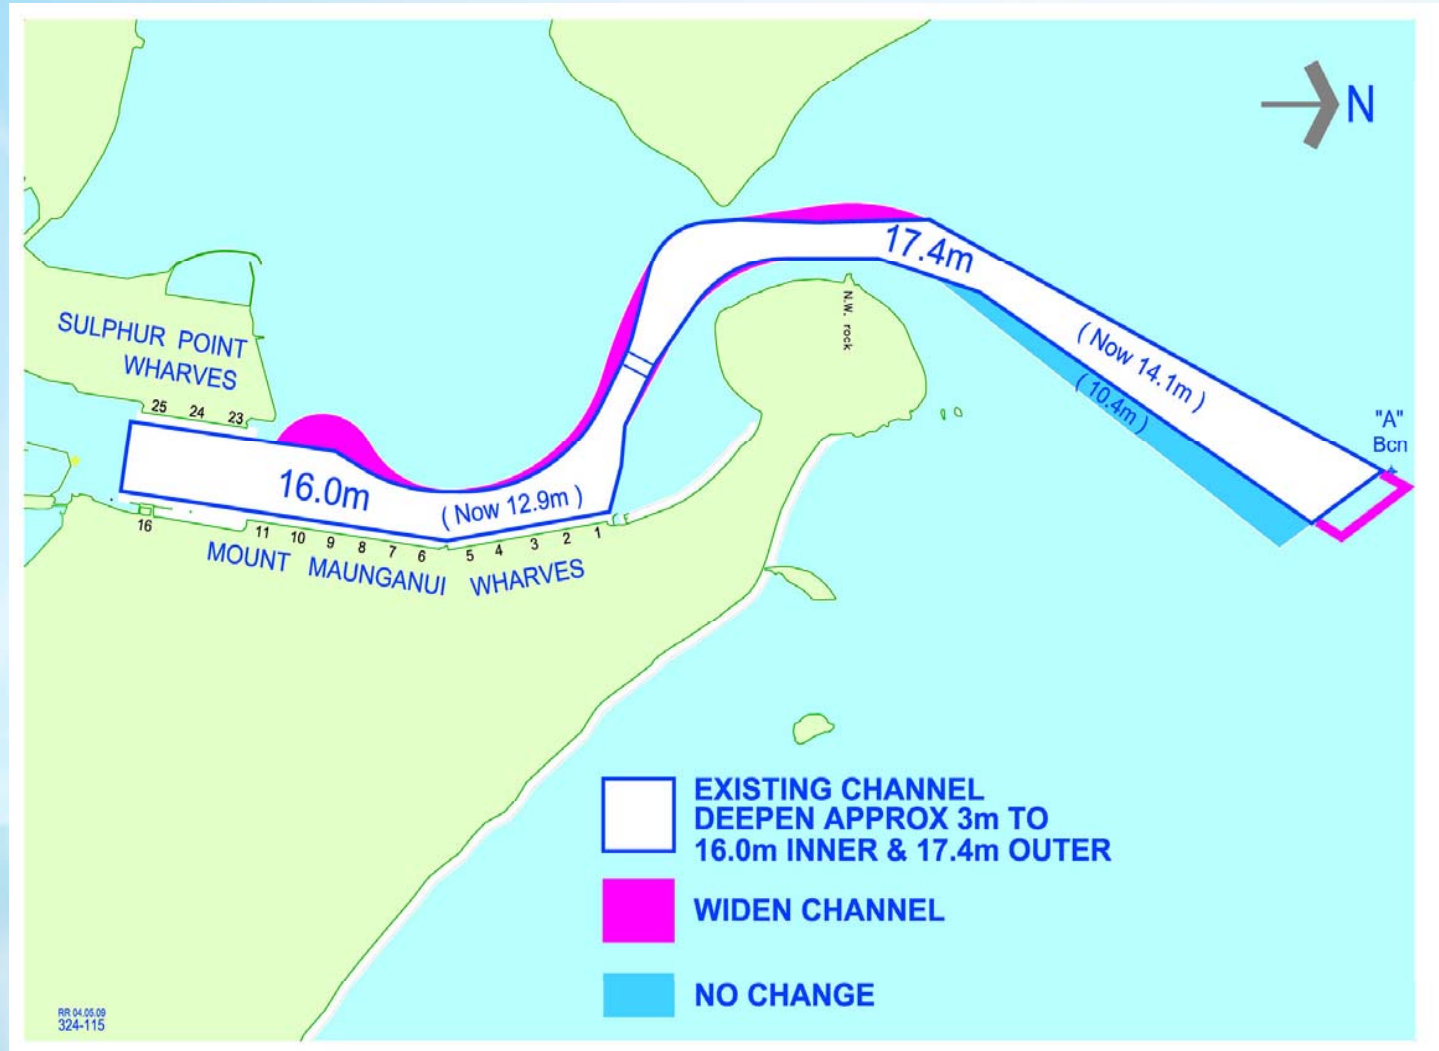 N
SULPHUR POINT
WHARVES
25 24 23
17.4m
N.W. rock
( Now 14.1m )
( 10.4m )
"A"
Bcn
16.0m
( Now 12.9m )
16 11 10 9 8 7 6 5 4 3 2 1
MOUNT MAUNGANUI WHARVES
EXISTING CHANNEL
DEEPEN APPROX 3m TO
16.0m INNER & 17.4m OUTER
WIDEN CHANNEL
NO CHANGE
RR 04.05.09
324-115